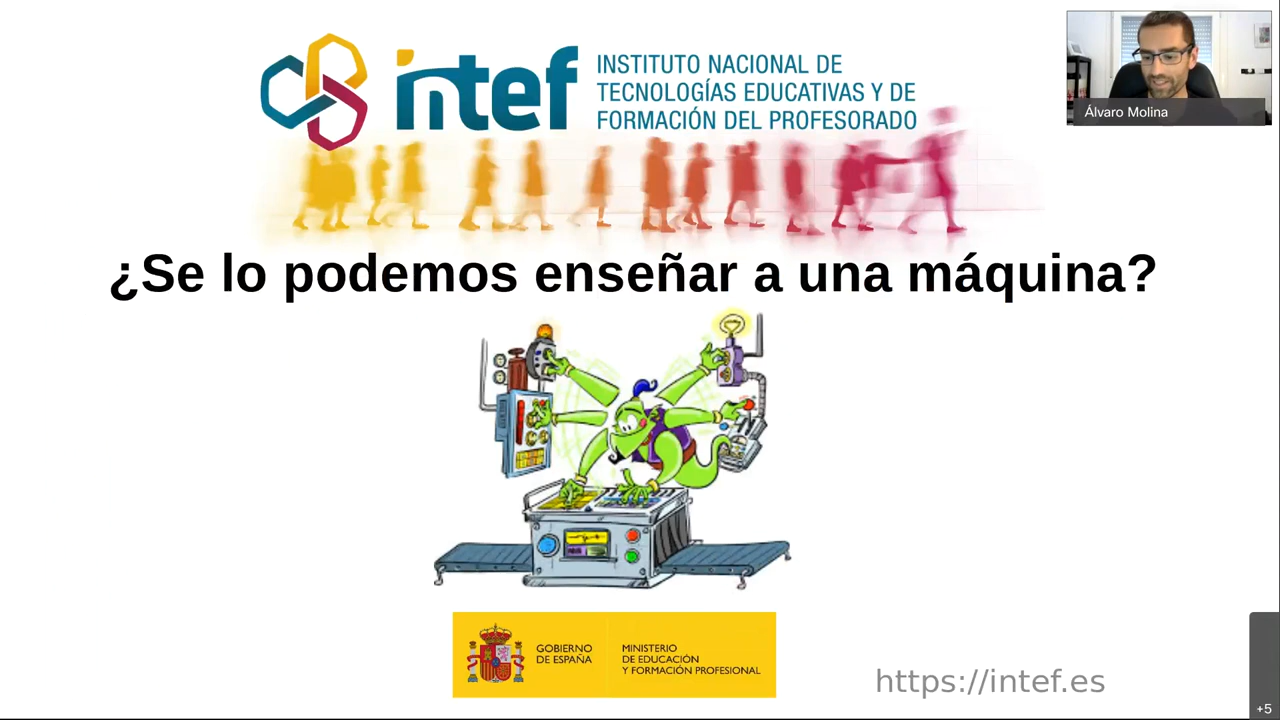 intef
INSTITUTO NACIONAL DE
TECNOLOGÍAS EDUCATIVAS Y DE
FORMACIÓN DEL PROFESORADO
Álvaro Molina
¿Se lo podemos enseñar a una máquina?
GOBIERNO
DE ESPAÑA
MINISTERIO
DE EDUCACIÓN
Y FORMACIÓN PROFESIONAL
https://intef.es
+5